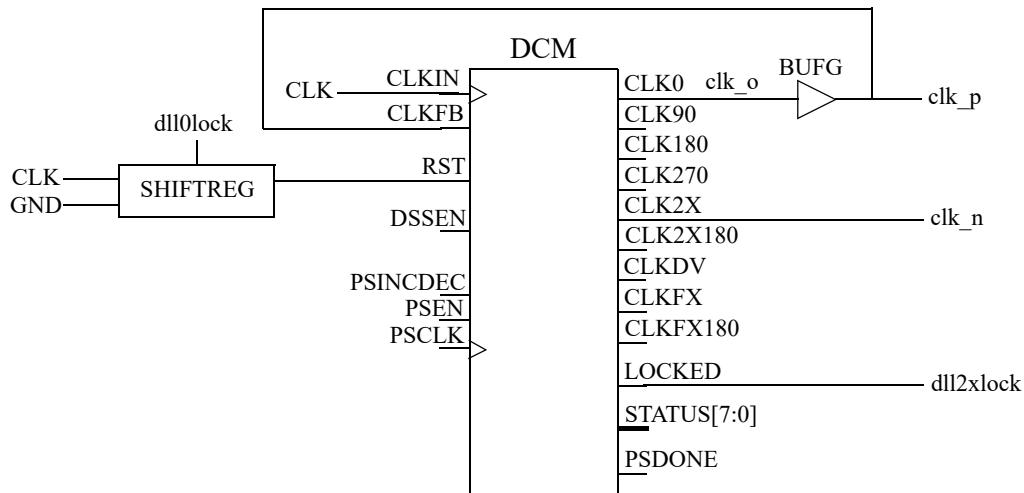 DCM
CLKIN
CLK
CLKFB
CLK0
clk_o
BUFG
clk_p
CLK90
dll0lock
CLK180
RST
CLK
SHIFTREG
GND
CLK270
DSSEN
CLK2X
clk_n
CLK2X180
CLKDV
PSINCDEC
CLKFX
PSEN
CLKFX180
PSCLK
LOCKED
dll2xlock
STATUS[7:0]
PSDONE